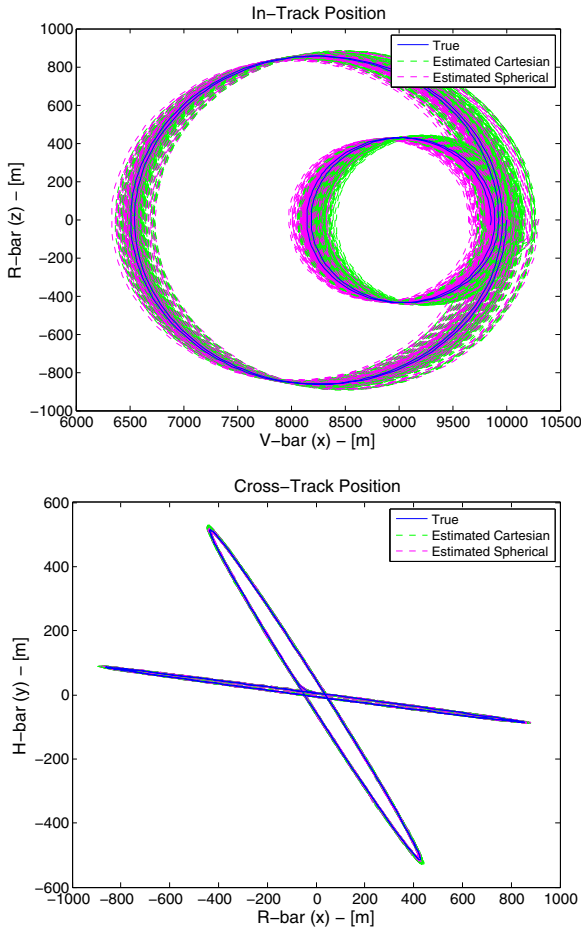 In−Track Position
True
Estimated Cartesian
Estimated Spherical
R−bar (z) − [m]
1000
800
600
400
200
0
−200
−400
−600
−800
−1000
6000 6500 7000 7500 8000 8500 9000 9500 10000 10500
V−bar (x) − [m]
Cross−Track Position
True
Estimated Cartesian
Estimated Spherical
H−bar (y) − [m]
600
400
200
0
−200
−400
−600
−1000 −800 −600 −400 −200 0 200 400 600 800 1000
R−bar (x) − [m]